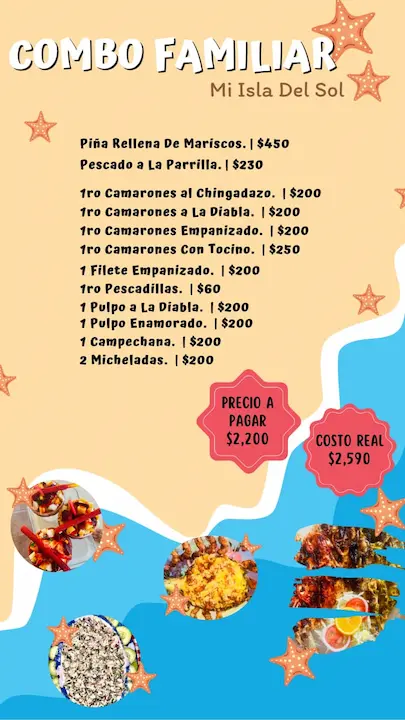 COMBO FAMILIAR
Mi Isla Del Sol
Piña Rellena De Mariscos. | $450
Pescado a La Parrilla. | $230
1ro Camarones al Chingadazo. | $200
1ro Camarones a La Diabla. | $200
1ro Camarones Empanizado. | $200
1ro Camarones Con Tocino. | $250
1 Filete Empanizado. | $200
1ro Pescadillas. | $60
1 Pulpo a La Diabla. | $200
1 Pulpo Enamorado. | $200
1 Campechana. | $200
2 Micheladas. | $200
PRECIO A
PAGAR
$2,200
COSTO REAL
$2,590